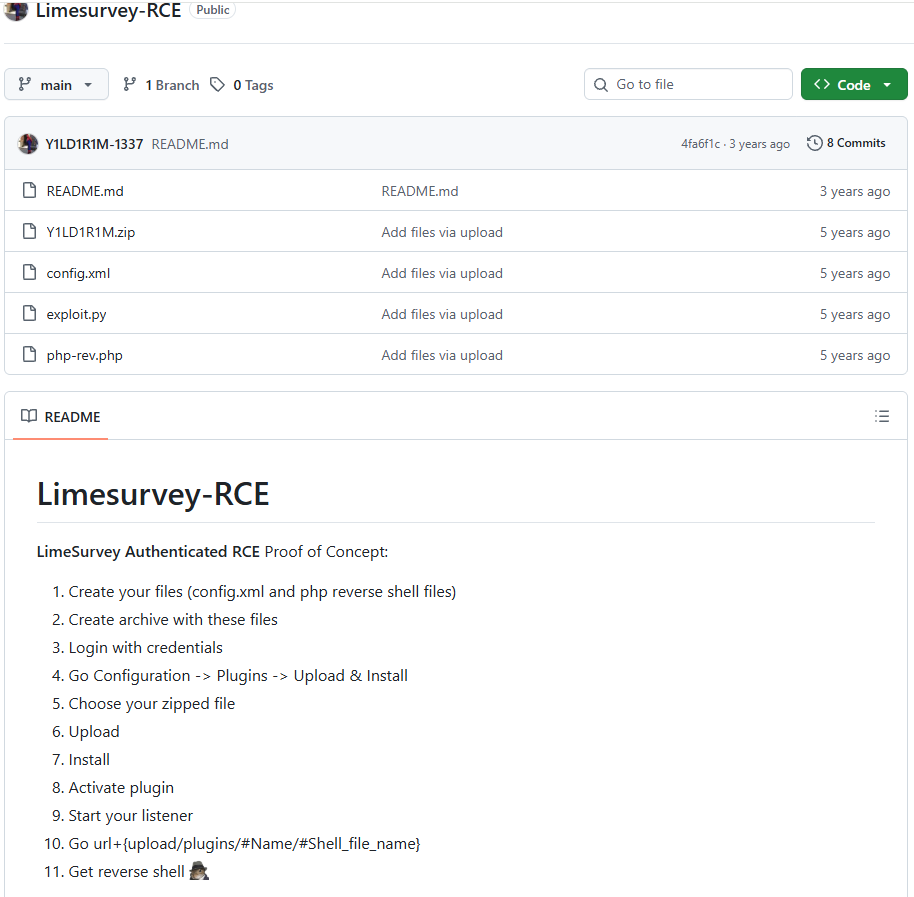 Limesurvey-RCE Public
main 1 Branch 0 Tags Go to file <> Code
Y1LD1R1M-1337 README.md 4fa6f1c · 3 years ago 8 Commits
README.md README.md 3 years ago
Y1LD1R1M.zip Add files via upload 5 years ago
config.xml Add files via upload 5 years ago
exploit.py Add files via upload 5 years ago
php-rev.php Add files via upload 5 years ago
README
Limesurvey-RCE
LimeSurvey Authenticated RCE Proof of Concept:
1. Create your files (config.xml and php reverse shell files)
2. Create archive with these files
3. Login with credentials
4. Go Configuration -> Plugins -> Upload & Install
5. Choose your zipped file
6. Upload
7. Install
8. Activate plugin
9. Start your listener
10. Go url+{upload/plugins/#Name/#Shell_file_name}
11. Get reverse shell